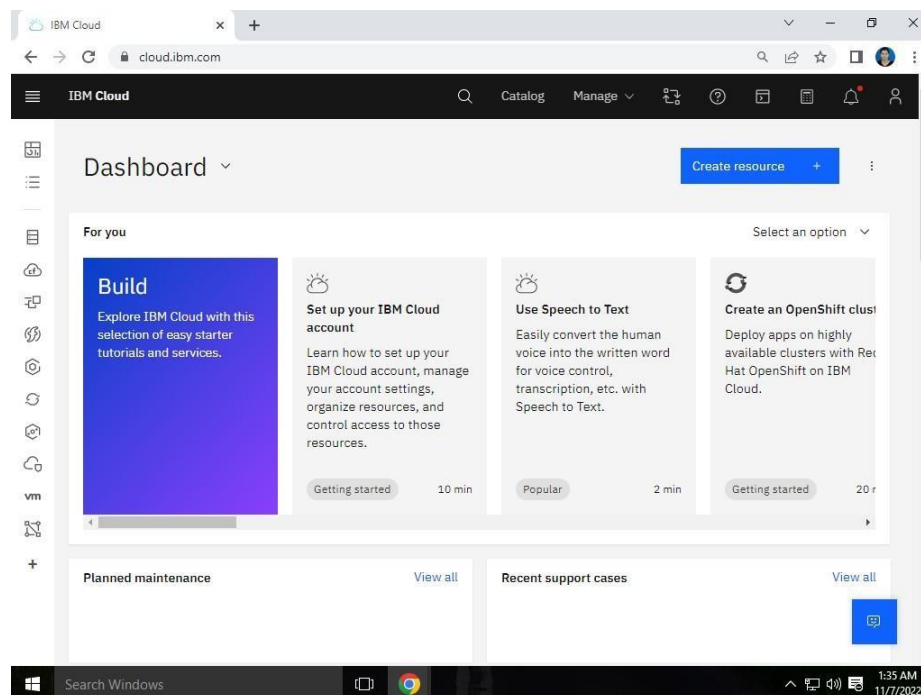 IBM Cloud
cloud.ibm.com
IBM Cloud
Catalog
Manage
Dashboard
Create resource +
For you
Select an option
Build
Explore IBM Cloud with this
selection of easy starter
tutorials and services.
Set up your IBM Cloud
account
Learn how to set up your
IBM Cloud account, manage
your account settings,
organize resources, and
control access to those
resources.
Getting started
10 min
Use Speech to Text
Easily convert the human
voice into the written word
for voice control,
transcription, etc. with
Speech to Text.
Popular
2 min
Create an OpenShift clust
Deploy apps on highly
available clusters with Rec
Hat OpenShift on IBM
Cloud.
Getting started
20
vm
Planned maintenance
View all
Recent support cases
View all
Search Windows
1:35 AM
11/7/202